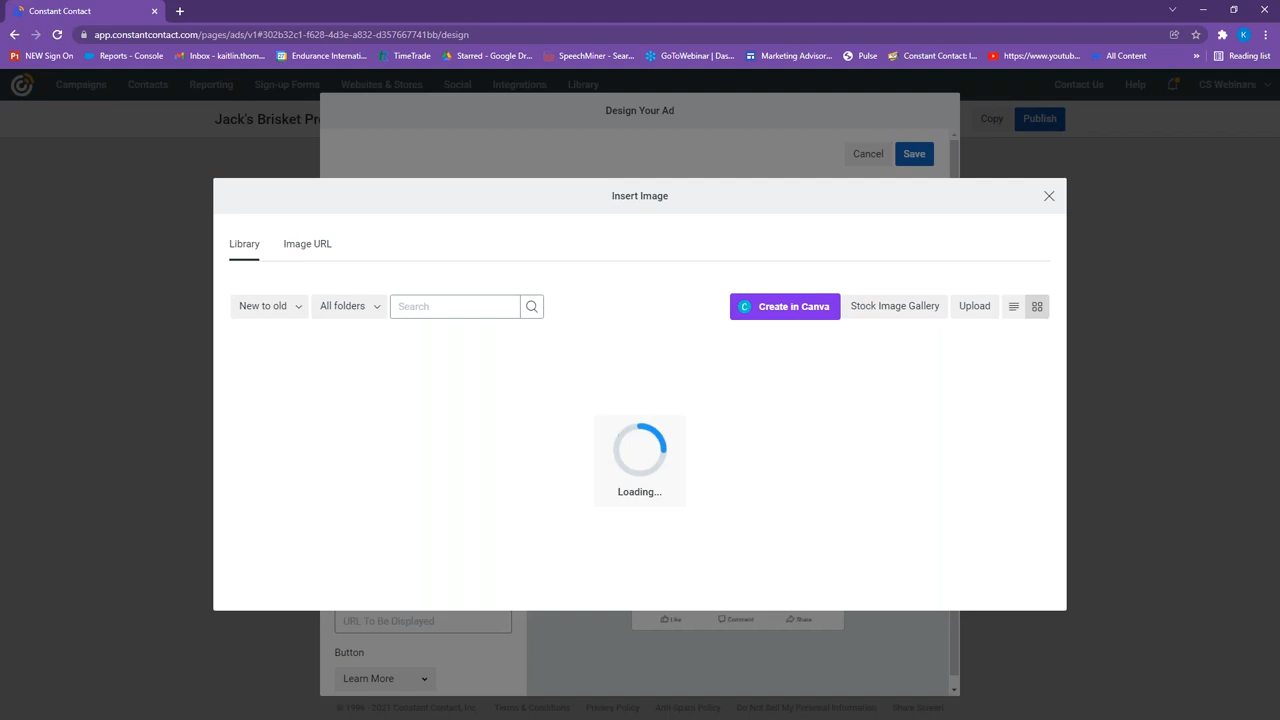 Constant Contact
app.constantcontact.com/pages/ads/v1#302b32c1-f628-4d3e-a832-d357667741bb/design
NEW Sign On
Reports - Console
Inbox - kaitlin.thom...
Endurance Internati...
TimeTrade
Starred - Google Dr...
SpeechMiner - Sear...
GoToWebinar | Das...
Marketing Advisor...
Pulse
Constant Contact: I...
https://www.youtub...
All Content
»
Reading list
Campaigns
Contacts
Reporting
Sign-up Forms
Websites & Stores
Social
Integrations
Library
Contact Us
Help
CS Webinars
Design Your Ad
Jack's Brisket Pr
Copy
Publish
Cancel
Save
Insert Image
Library
Image URL
New to old
All folders
Search
C Create in Canva
Stock Image Gallery
Upload
Loading...
URL To Be Displayed
Like
Comment
Share
Button
Learn More
© 1996 - 2021 Constant Contact, Inc.
Terms & Conditions
Privacy Policy
Anti-Spam Policy
Do Not Sell My Personal Information